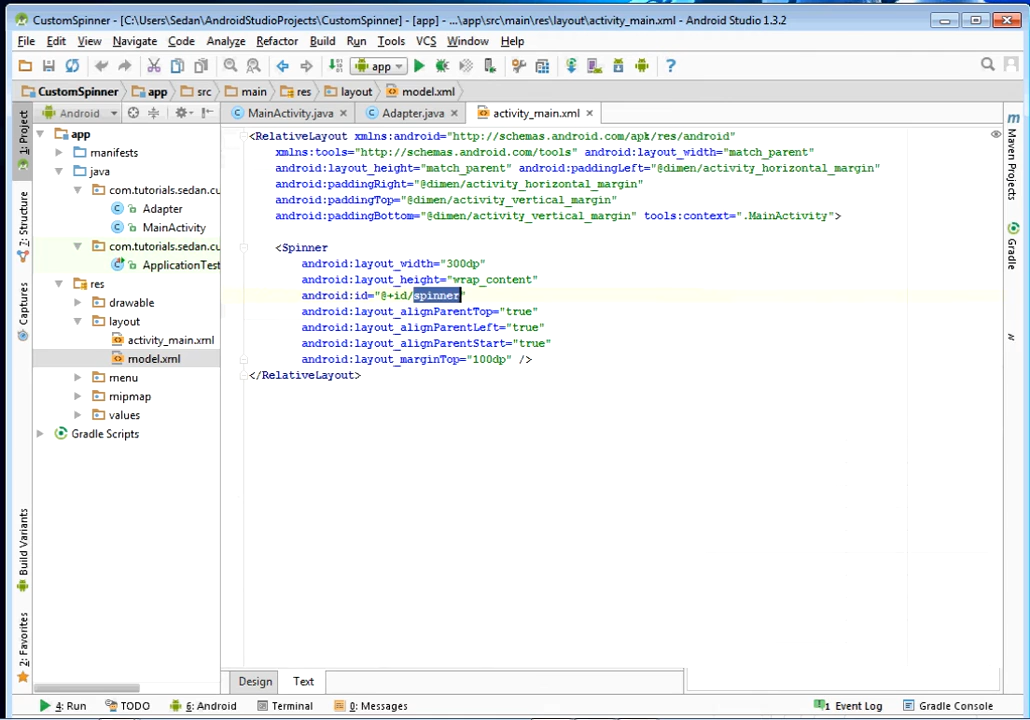 CustomSpinner - [C:\Users\Sedan\AndroidStudioProjects\CustomSpinner] - [app] - ...\app\src\main\res\layout\activity_main.xml - Android Studio 1.3.2
File Edit View Navigate Code Analyze Refactor Build Run Tools VCS Window Help
app
CustomSpinner app src main res layout model.xml
Android MainActivity.java Adapter.java activity_main.xml
1: Project
7: Structure
Captures
Build Variants
2: Favorites
app
manifests
java
com.tutorials.sedan.cu
Adapter
MainActivity
com.tutorials.sedan.cu
ApplicationTest
res
drawable
layout
activity_main.xml
model.xml
menu
mipmap
values
Gradle Scripts
<RelativeLayout xmlns:android="http://schemas.android.com/apk/res/android"
xmlns:tools="http://schemas.android.com/tools" android:layout_width="match_parent"
android:layout_height="match_parent" android:paddingLeft="@dimen/activity_horizontal_margin"
android:paddingRight="@dimen/activity_horizontal_margin"
android:paddingTop="@dimen/activity_vertical_margin"
android:paddingBottom="@dimen/activity_vertical_margin" tools:context=".MainActivity">
<Spinner
android:layout_width="300dp"
android:layout_height="wrap_content"
android:id="@+id/spinner"
android:layout_alignParentTop="true"
android:layout_alignParentLeft="true"
android:layout_alignParentStart="true"
android:layout_marginTop="100dp" />
</RelativeLayout>
Maven Projects
Gradle
Design Text
4: Run TODO 6: Android Terminal 0: Messages Event Log Gradle Console